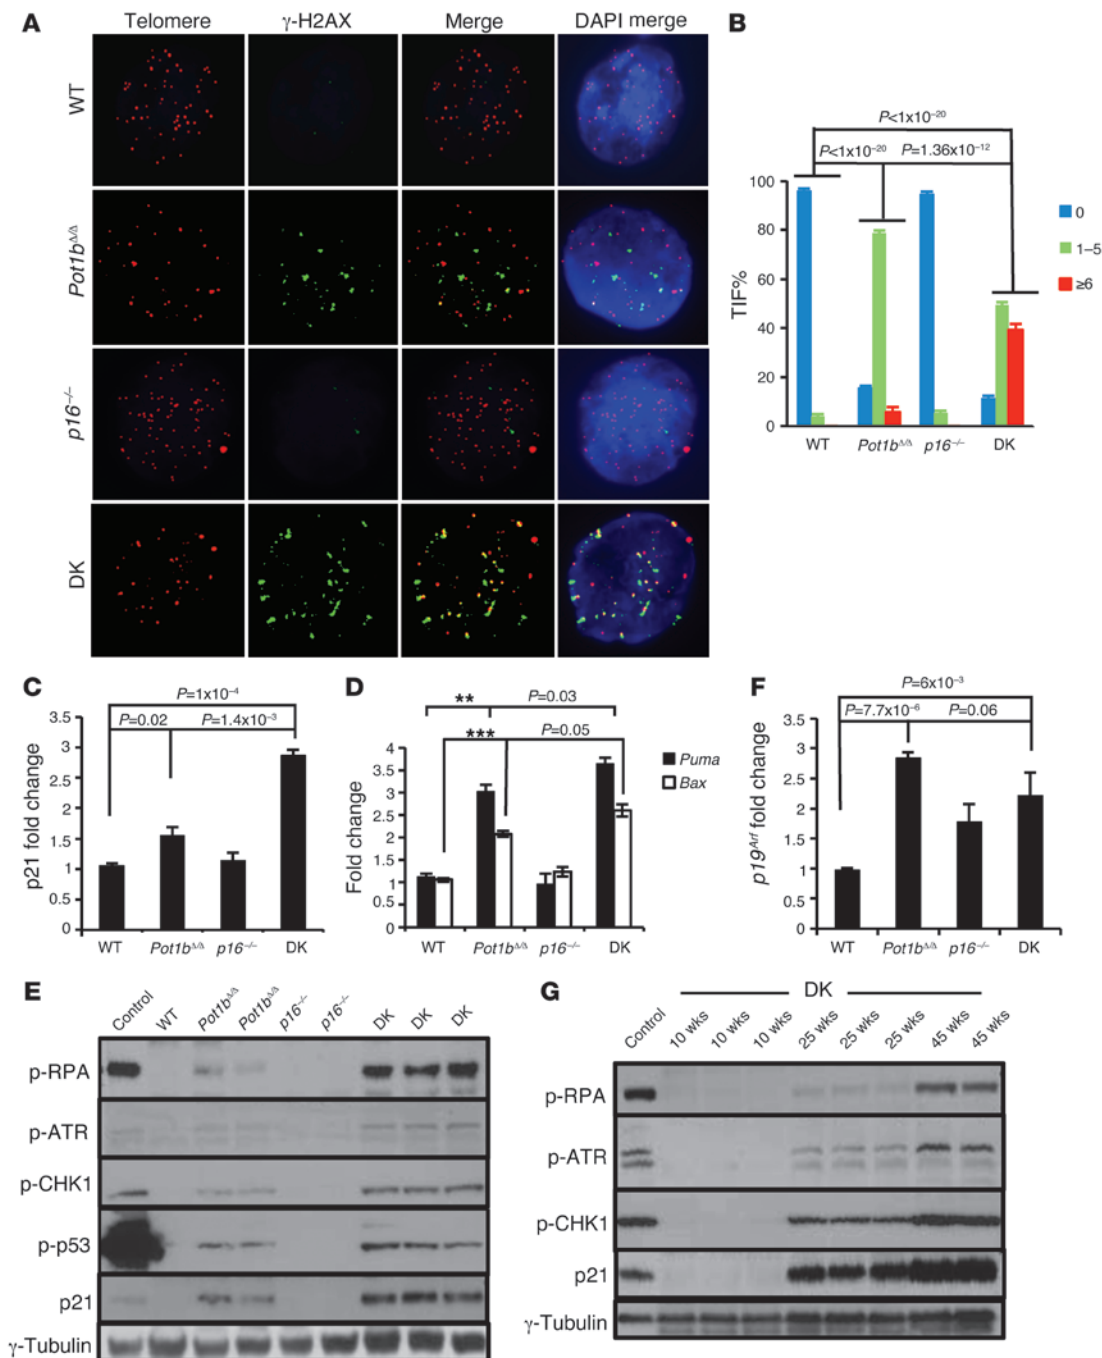 A
Telomere γ-H2AX Merge DAPI merge
WT
Pot1bΔ/Δ
p16–/–
DK
B
P<1x10–20
P<1x10–20 P=1.36x10–12
TIF%
100
80
60
40
20
0
WT Pot1bΔ/Δ p16–/– DK
0
1–5
≥6
C
P=1x10–4
P=0.02 P=1.4x10–3
p21 fold change
3.5
3
2.5
2
1.5
1
0.5
0
WT Pot1bΔ/Δ p16–/– DK
D
** P=0.03
*** P=0.05
Fold change
4
3.5
3
2.5
2
1.5
1
0.5
0
WT Pot1bΔ/Δ p16–/– DK
Puma
Bax
F
P=6x10–3
P=7.7x10–6 P=0.06
p19Arf fold change
3.5
3
2.5
2
1.5
1
0.5
0
WT Pot1bΔ/Δ p16–/– DK
E
Control WT Pot1bΔ/Δ Pot1bΔ/Δ p16–/– p16–/– DK DK DK
p-RPA
p-ATR
p-CHK1
p-p53
p21
γ-Tubulin
G
DK
Control 10 wks 10 wks 10 wks 25 wks 25 wks 25 wks 45 wks 45 wks
p-RPA
p-ATR
p-CHK1
p21
γ-Tubulin